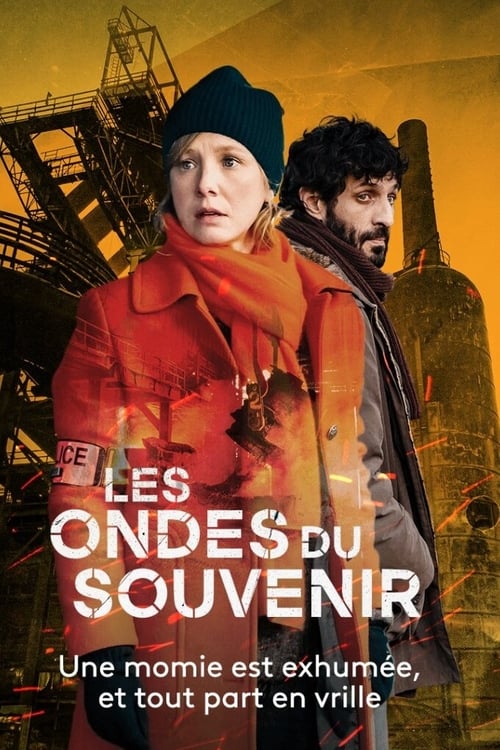 LICE
LES
ONDES DU
SOUVENIR
Une momie est exhumée,
et tout part en vrille